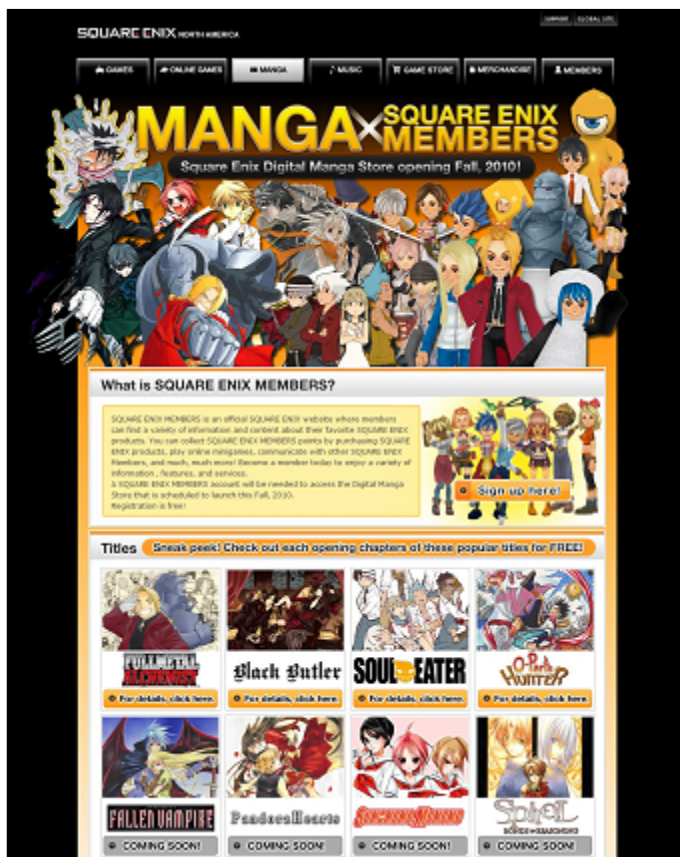 SUPPORT GLOBAL SITE
SQUARE ENIX NORTH AMERICA
GAMES ONLINE GAMES MANGA MUSIC GAME STORE MERCHANDISE MEMBERS
MANGA×SQUARE ENIX MEMBERS
Square Enix Digital Manga Store opening Fall, 2010!
What is SQUARE ENIX MEMBERS?
SQUARE ENIX MEMBERS is an official SQUARE ENIX website where members
can find a variety of information and content about their favorite SQUARE ENIX
products. You can collect SQUARE ENIX MEMBERS points by purchasing SQUARE
ENIX products, play online minigames, communicate with other SQUARE ENIX
Members, and much, much more! Become a member today to enjoy a variety of
information , features, and services.
A SQUARE ENIX MEMBERS account will be needed to access the Digital Manga
Store that is scheduled to launch this Fall, 2010.
Registration is free!
Sign up here!
Titles Sneak peek! Check out each opening chapters of these popular titles for FREE!
FULLMETAL ALCHEMIST Black Butler SOUL EATER O-Parts HUNTER
For details, click here For details, click here For details, click here For details, click here
FALLEN VAMPIRE PandoraHearts SPIRAL
COMING SOON! COMING SOON! COMING SOON! COMING SOON!